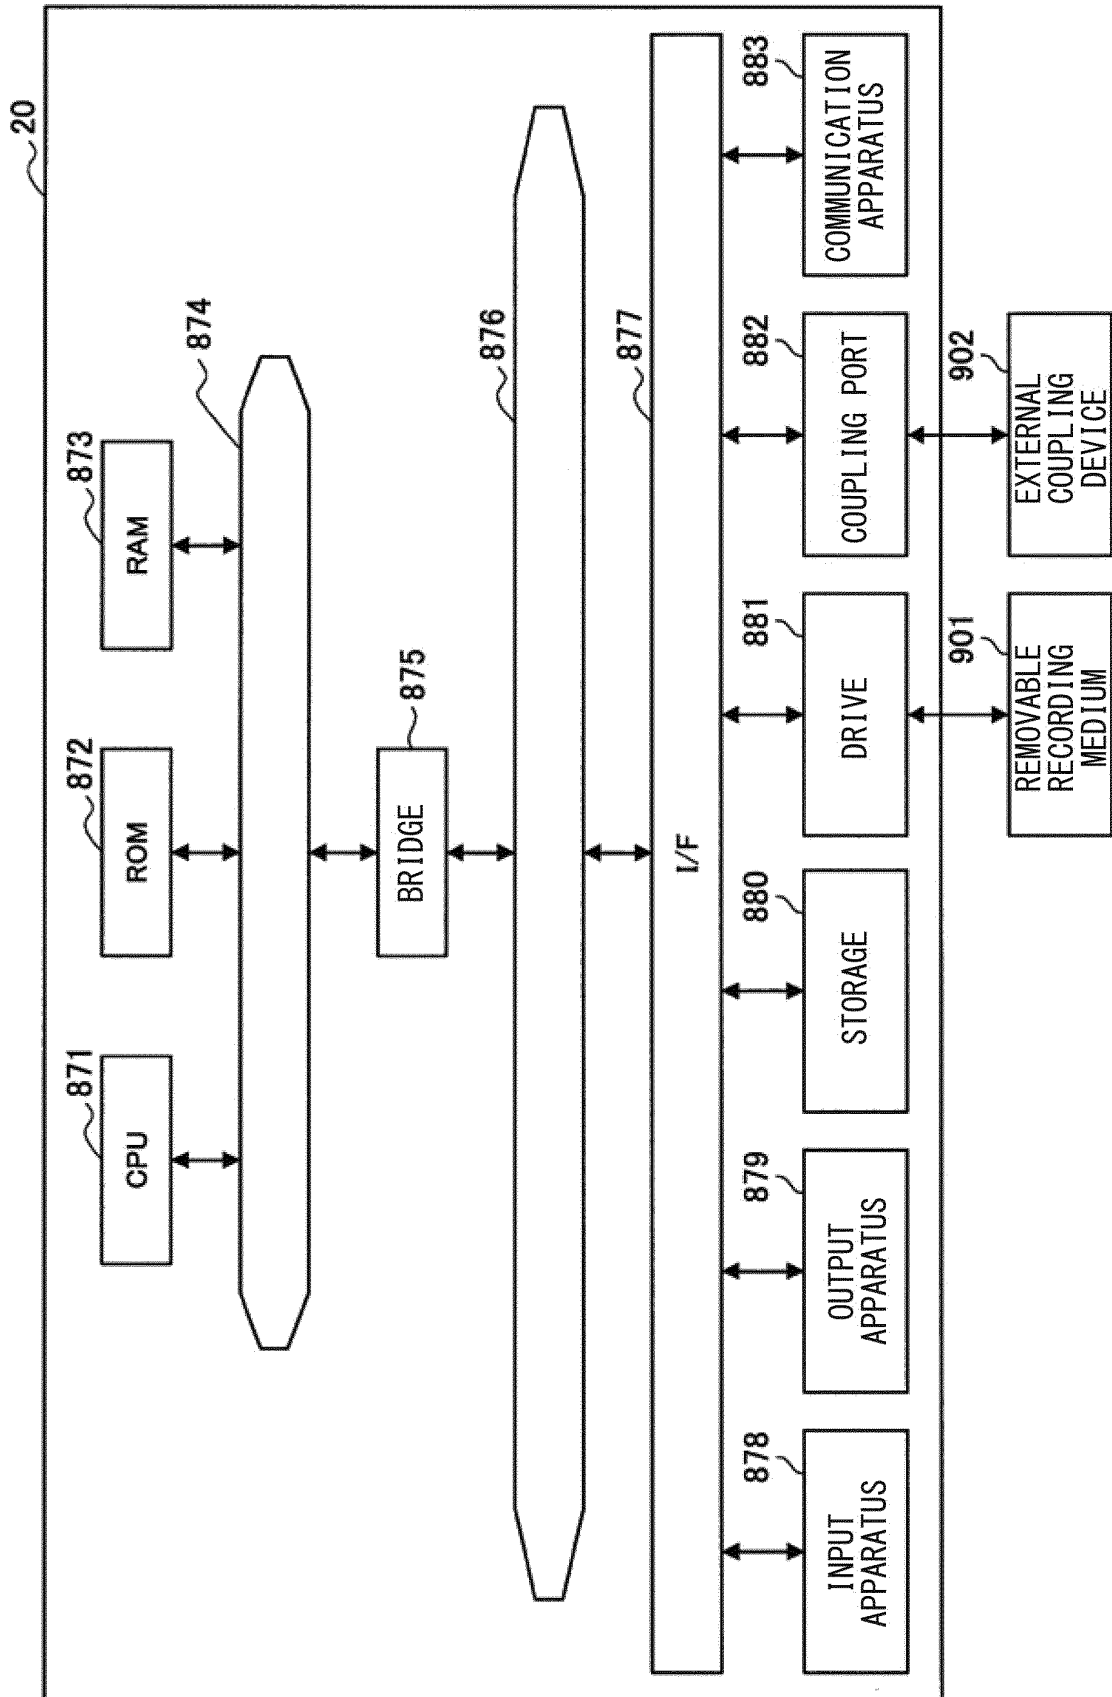 20
871
872
873
CPU
ROM
RAM
874
875
BRIDGE
876
877
I/F
878
879
880
881
882
883
INPUT
APPARATUS
OUTPUT
APPARATUS
STORAGE
DRIVE
COUPLING PORT
COMMUNICATION
APPARATUS
901
902
REMOVABLE
RECORDING
MEDIUM
EXTERNAL
COUPLING
DEVICE